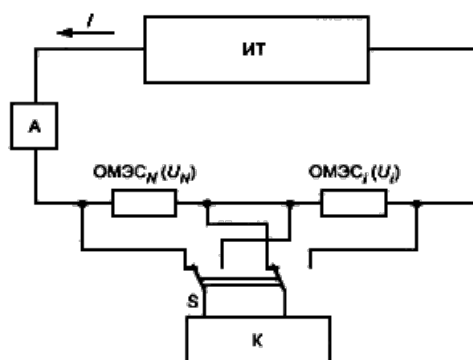 I
ИТ
А
ОМЭС_N (U_N)
ОМЭС_i (U_i)
S
К